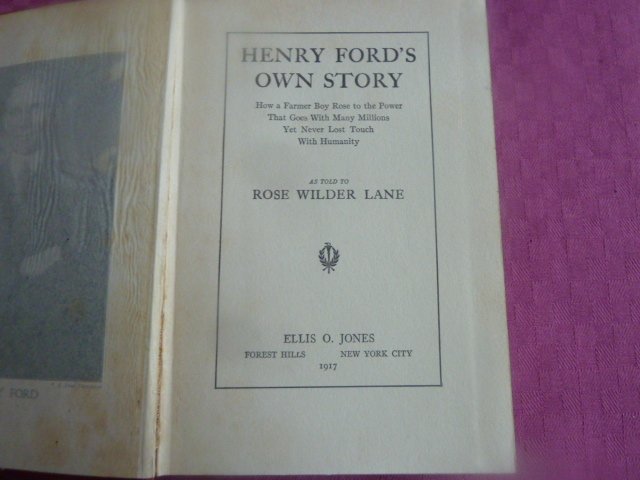 HENRY FORD'S
OWN STORY
How a Farmer Boy Rose to the Power
That Goes With Many Millions
Yet Never Lost Touch
With Humanity
AS TOLD TO
ROSE WILDER LANE
ELLIS O. JONES
FOREST HILLS NEW YORK CITY
1917
FORD